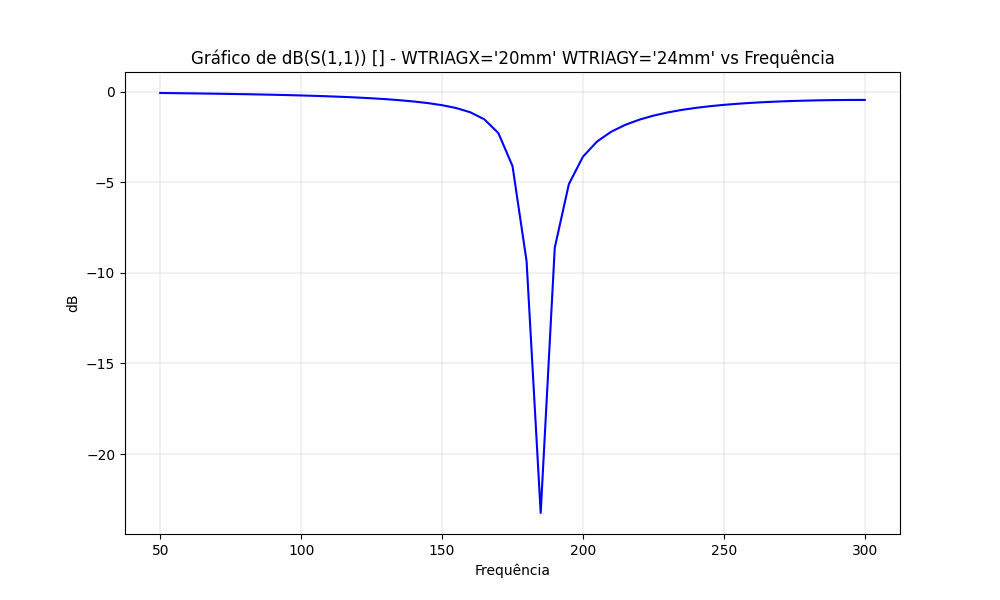 Gráfico de dB(S(1,1)) [] - WTRIAGX='20mm' WTRIAGY='24mm' vs Frequência
0
−5
−10
−15
−20
dB
50 100 150 200 250 300
Frequência